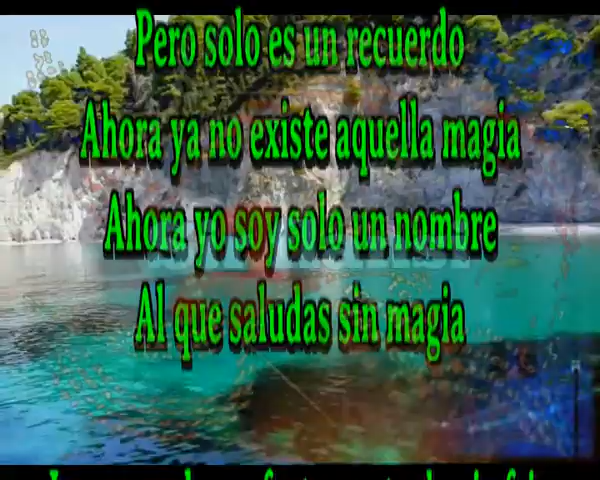 Pero solo es un recuerdo
Ahora ya no existe aquella magia
Ahora yo soy solo un nombre
Al que saludas sin magia